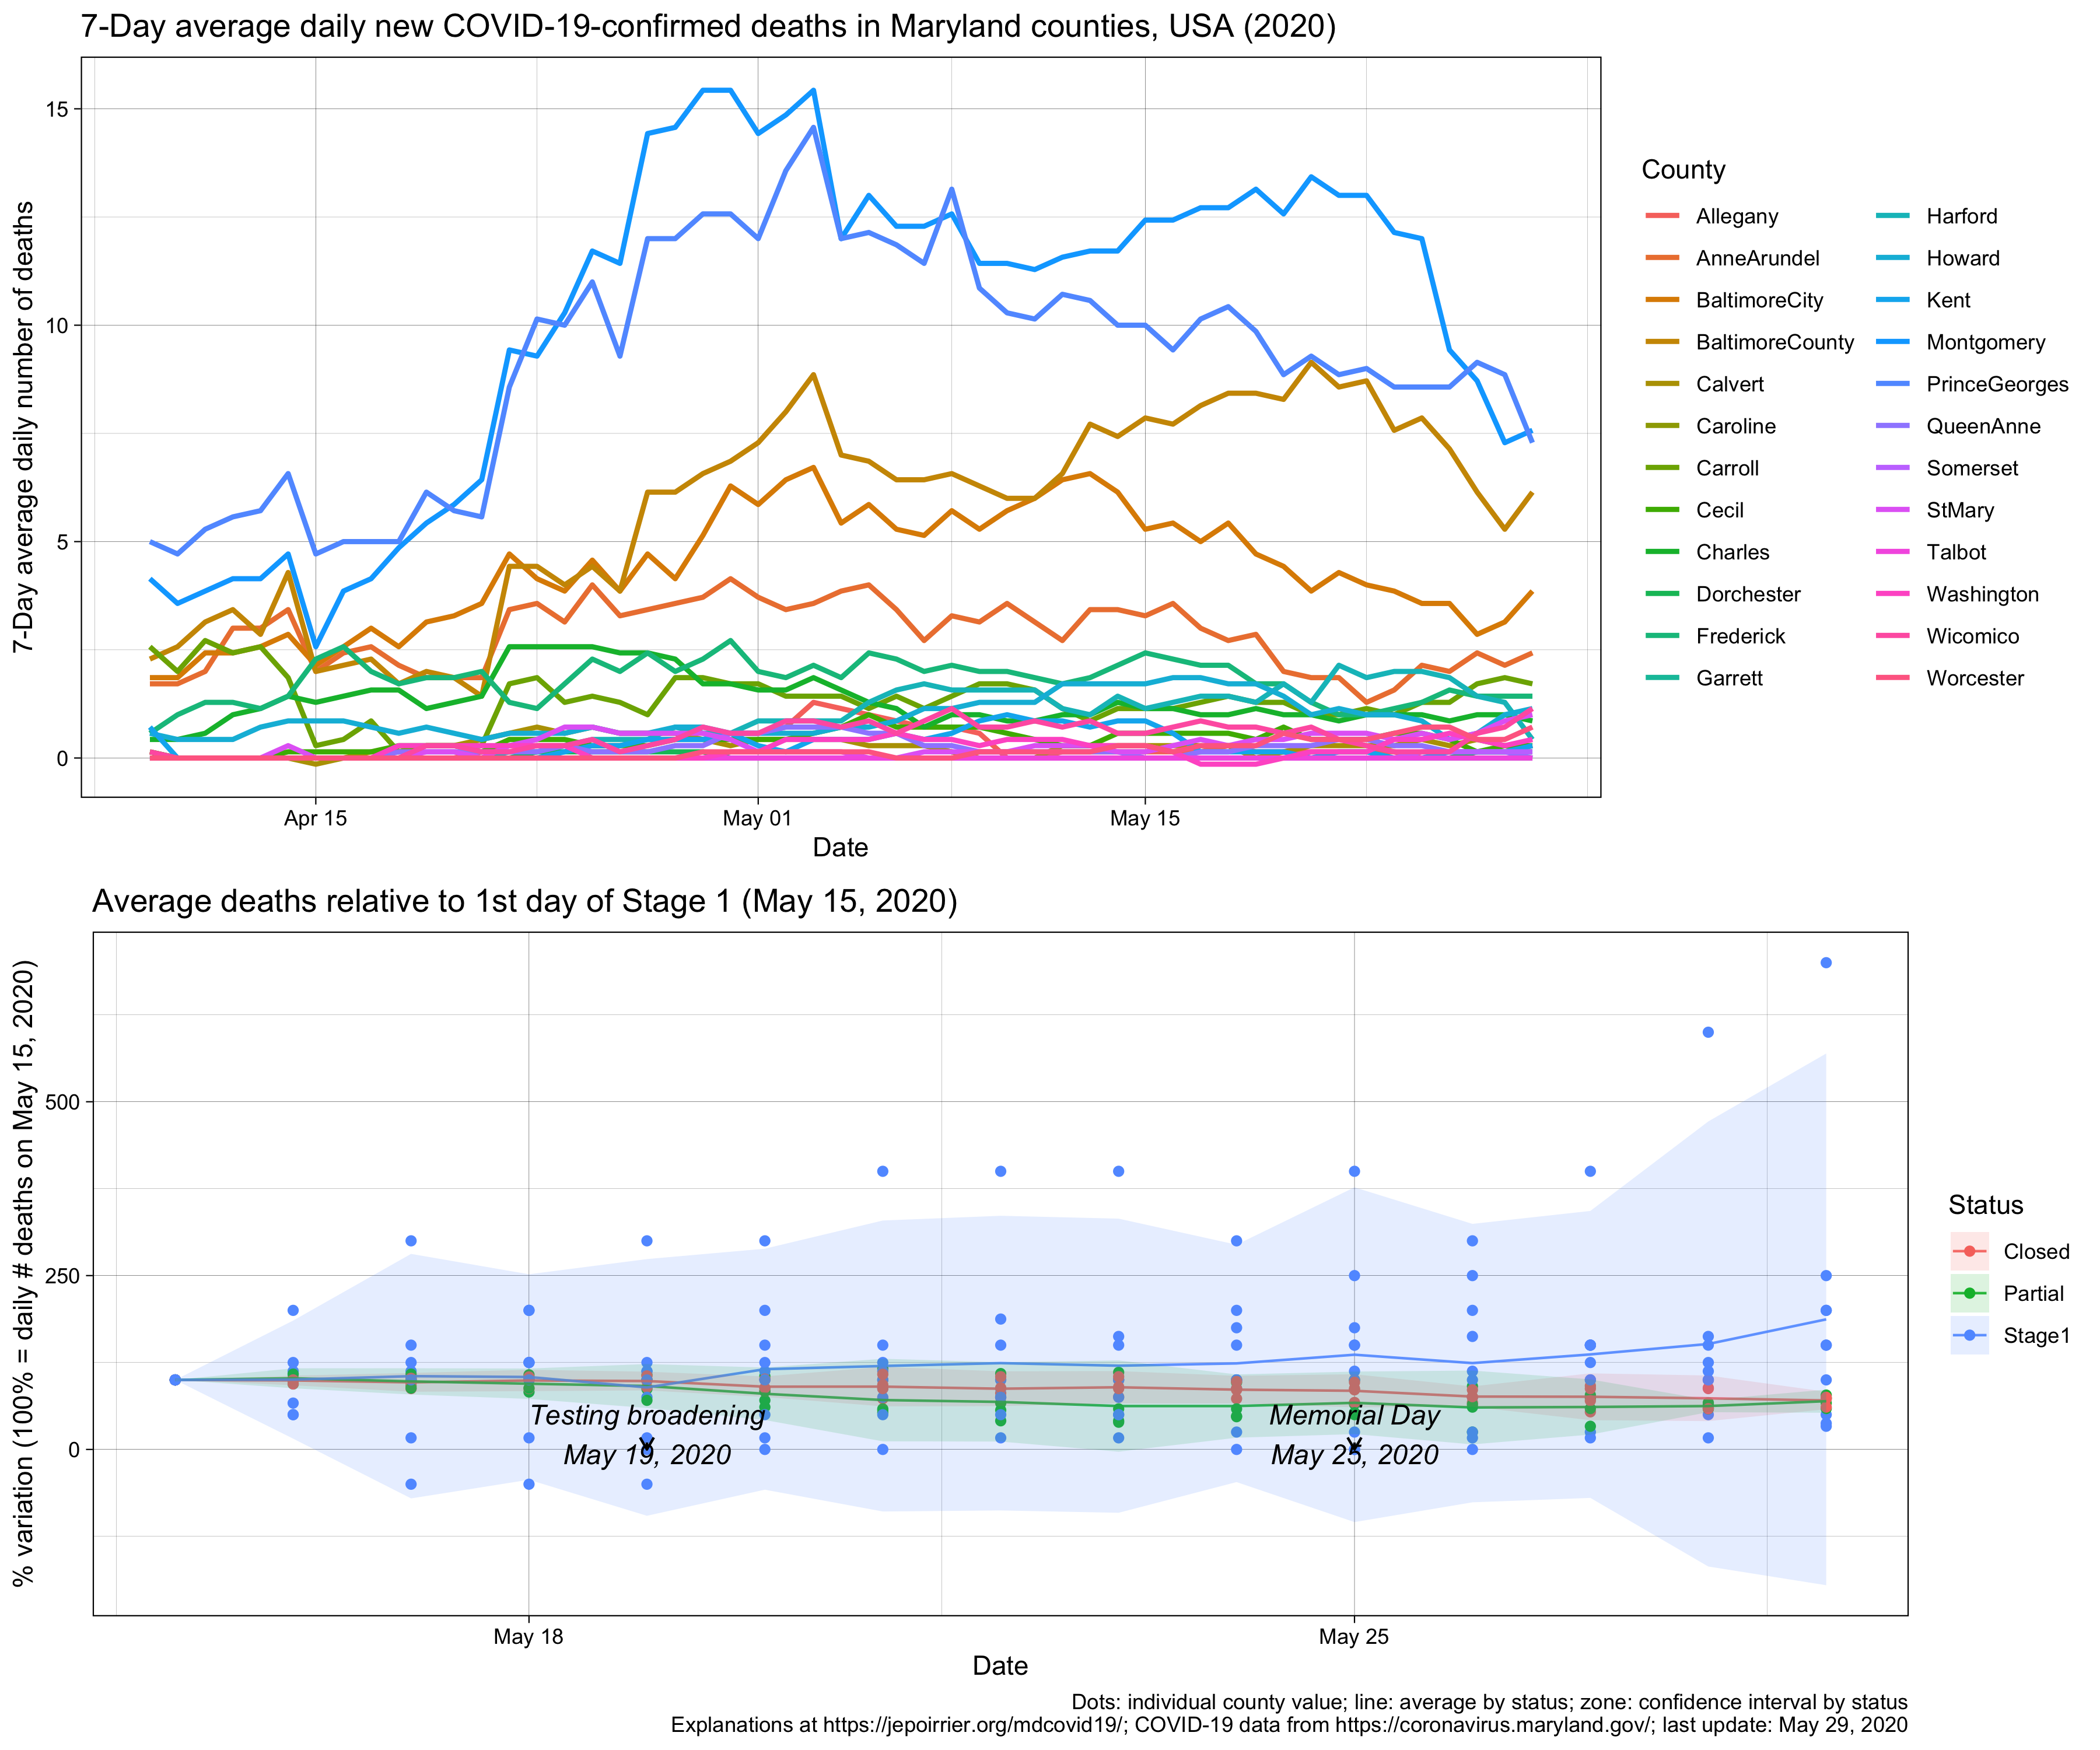 7-Day average daily new COVID-19-confirmed deaths in Maryland counties, USA (2020)
7-Day average daily number of deaths
15
10
5
0
Apr 15
May 01
May 15
Date
County
Allegany
AnneArundel
BaltimoreCity
BaltimoreCounty
Calvert
Caroline
Carroll
Cecil
Charles
Dorchester
Frederick
Garrett
Harford
Howard
Kent
Montgomery
PrinceGeorges
QueenAnne
Somerset
StMary
Talbot
Washington
Wicomico
Worcester
Average deaths relative to 1st day of Stage 1 (May 15, 2020)
% variation (100% = daily # deaths on May 15, 2020)
500
250
0
Testing broadening
May 19, 2020
Memorial Day
May 25, 2020
May 18
May 25
Date
Status
Closed
Partial
Stage1
Dots: individual county value; line: average by status; zone: confidence interval by status
Explanations at https://jepoirrier.org/mdcovid19/; COVID-19 data from https://coronavirus.maryland.gov/; last update: May 29, 2020